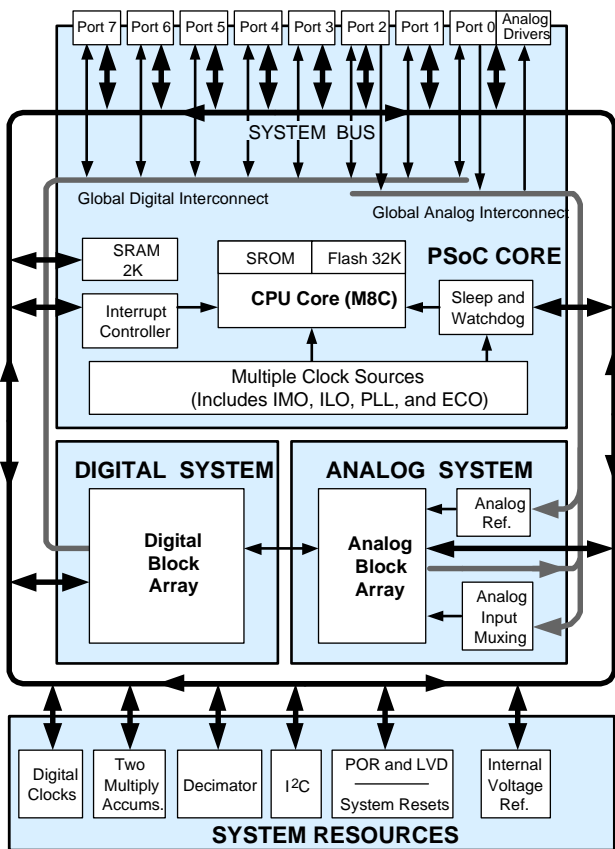 Port 7 Port 6 Port 5 Port 4 Port 3 Port 2 Port 1 Port 0 Analog
Drivers
SYSTEM BUS
Global Digital Interconnect
Global Analog Interconnect
SRAM
2K
SROM Flash 32K
PSoC CORE
CPU Core (M8C)
Interrupt
Controller
Sleep and
Watchdog
Multiple Clock Sources
(Includes IMO, ILO, PLL, and ECO)
DIGITAL SYSTEM
ANALOG SYSTEM
Digital
Block
Array
Analog
Block
Array
Analog
Ref.
Analog
Input
Muxing
Digital
Clocks
Two
Multiply
Accums.
Decimator
I²C
POR and LVD
System Resets
Internal
Voltage
Ref.
SYSTEM RESOURCES